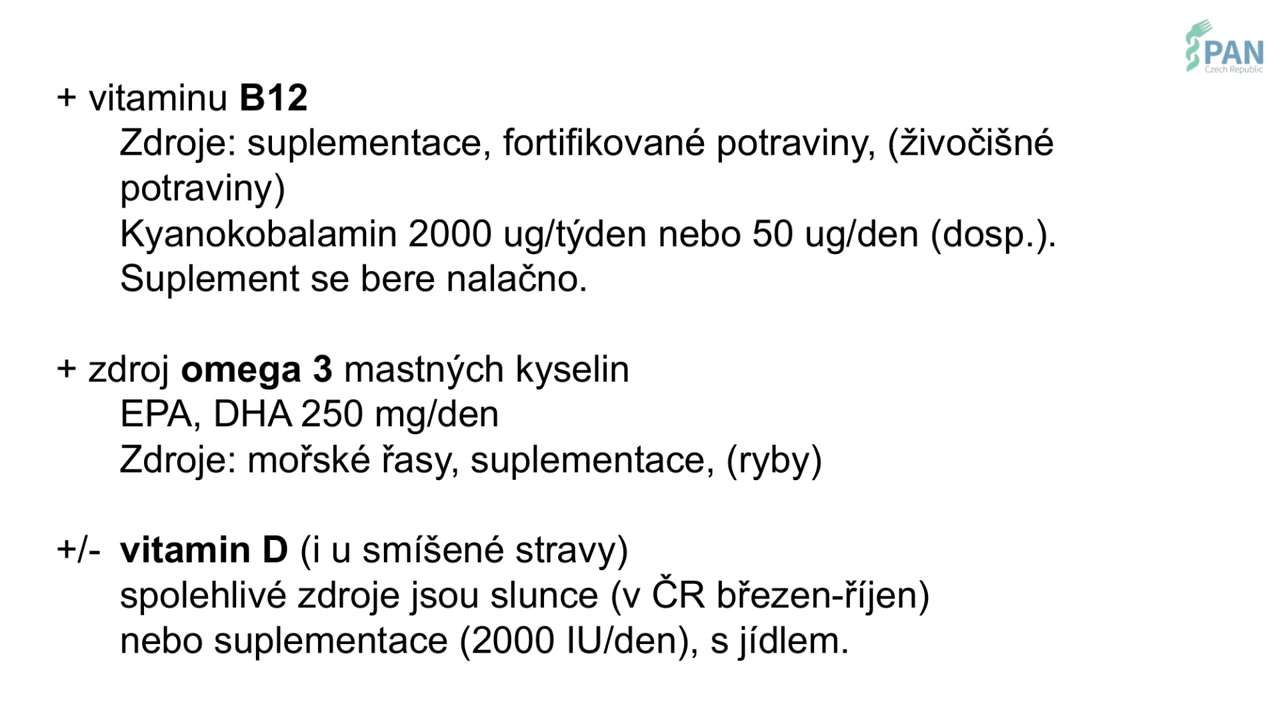 PAN
Czech Republic
+ vitaminu B12
Zdroje: suplementace, fortifikované potraviny, (živočišné
potraviny)
Kyanokobalamin 2000 ug/týden nebo 50 ug/den (dosp.).
Suplement se bere nalačno.
+ zdroj omega 3 mastných kyselin
EPA, DHA 250 mg/den
Zdroje: mořské řasy, suplementace, (ryby)
+/- vitamin D (i u smíšené stravy)
spolehlivé zdroje jsou slunce (v ČR březen-říjen)
nebo suplementace (2000 IU/den), s jídlem.